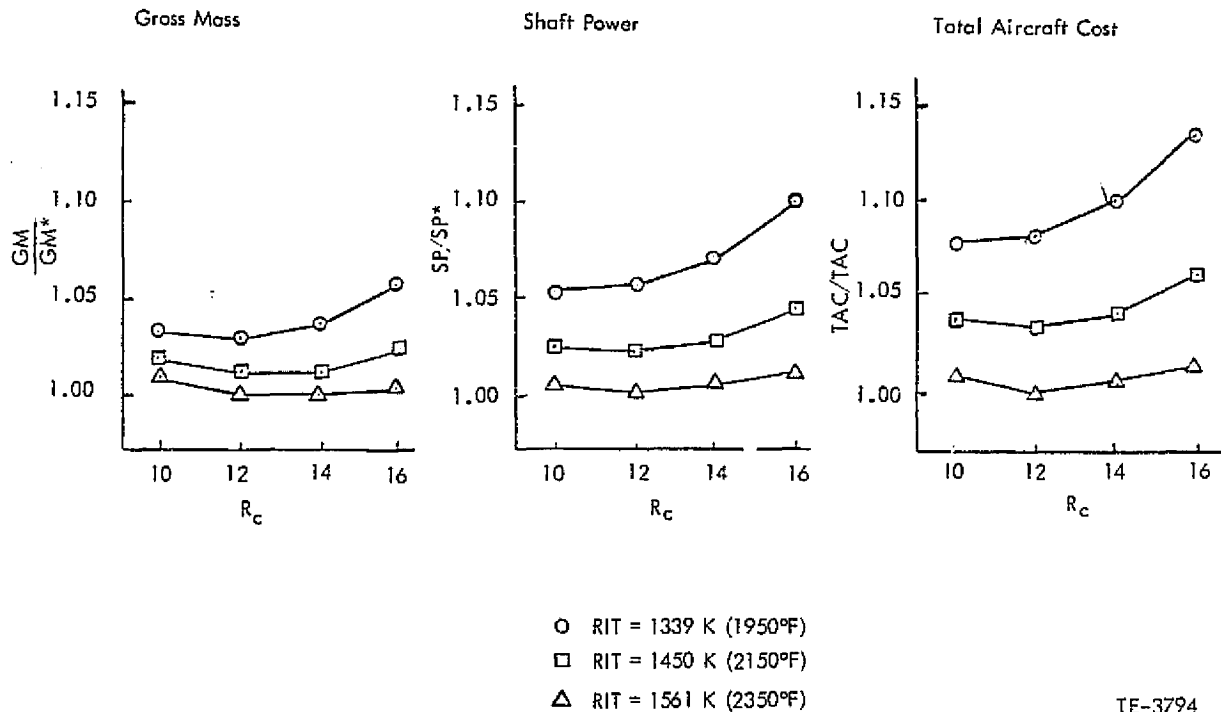 Gross Mass
Shaft Power
Total Aircraft Cost
1.15
1.10
1.05
1.00
GM
GM*
10 12 14 16
Rc
1.15
1.10
1.05
1.00
SP/SP*
10 12 14 16
Rc
1.15
1.10
1.05
1.00
TAC/TAC
10 12 14 16
Rc
RIT = 1339 K (1950°F)
RIT = 1450 K (2150°F)
RIT = 1561 K (2350°F)
TE-3794